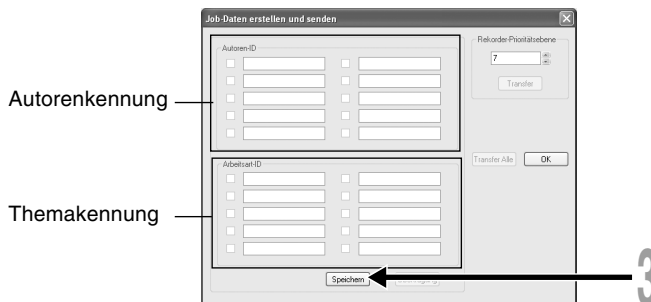 Job-Daten erstellen und senden
Autoren-ID
Rekorder-Prioritätsebene
7
Transfer
Autorenkennung
Arbeitsart-ID
Transfer Alle
OK
Themakennung
Speichern
3